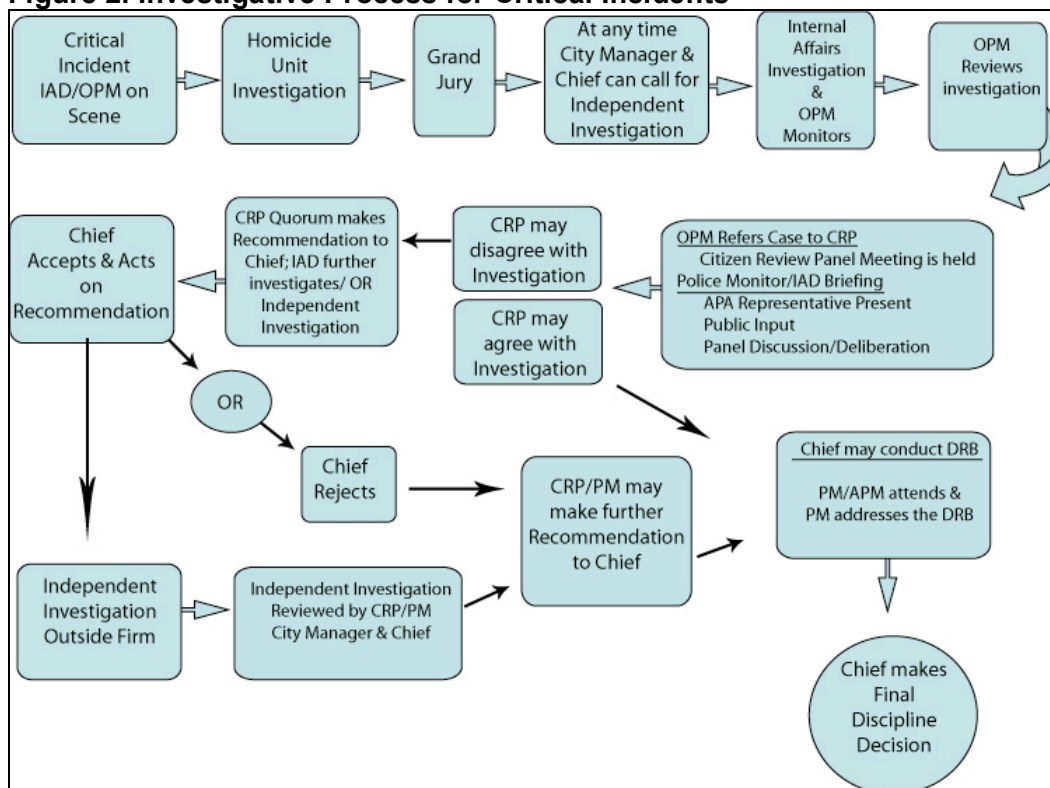 Figure 2. Investigative Process for Critical Incidents
Critical
Incident
IAD/OPM on
Scene
Homicide
Unit
Investigation
Grand
Jury
At any time
City Manager &
Chief can call for
Independent
Investigation
Internal
Affairs
Investigation
&
OPM
Monitors
OPM
Reviews
investigation
OPM Refers Case to CRP
Citizen Review Panel Meeting is held
Police Monitor/IAD Briefing
APA Representative Present
Public Input
Panel Discussion/Deliberation
CRP may
disagree with
Investigation
CRP may
agree with
Investigation
CRP Quorum makes
Recommendation to
Chief; IAD further
investigates/ OR
Independent
Investigation
Chief
Accepts & Acts
on
Recommendation
OR
Chief
Rejects
Independent
Investigation
Outside Firm
Independent Investigation
Reviewed by CRP/PM
City Manager & Chief
CRP/PM may
make further
Recommendation
to Chief
Chief may conduct DRB
PM/APM attends &
PM addresses the DRB
Chief makes
Final
Discipline
Decision